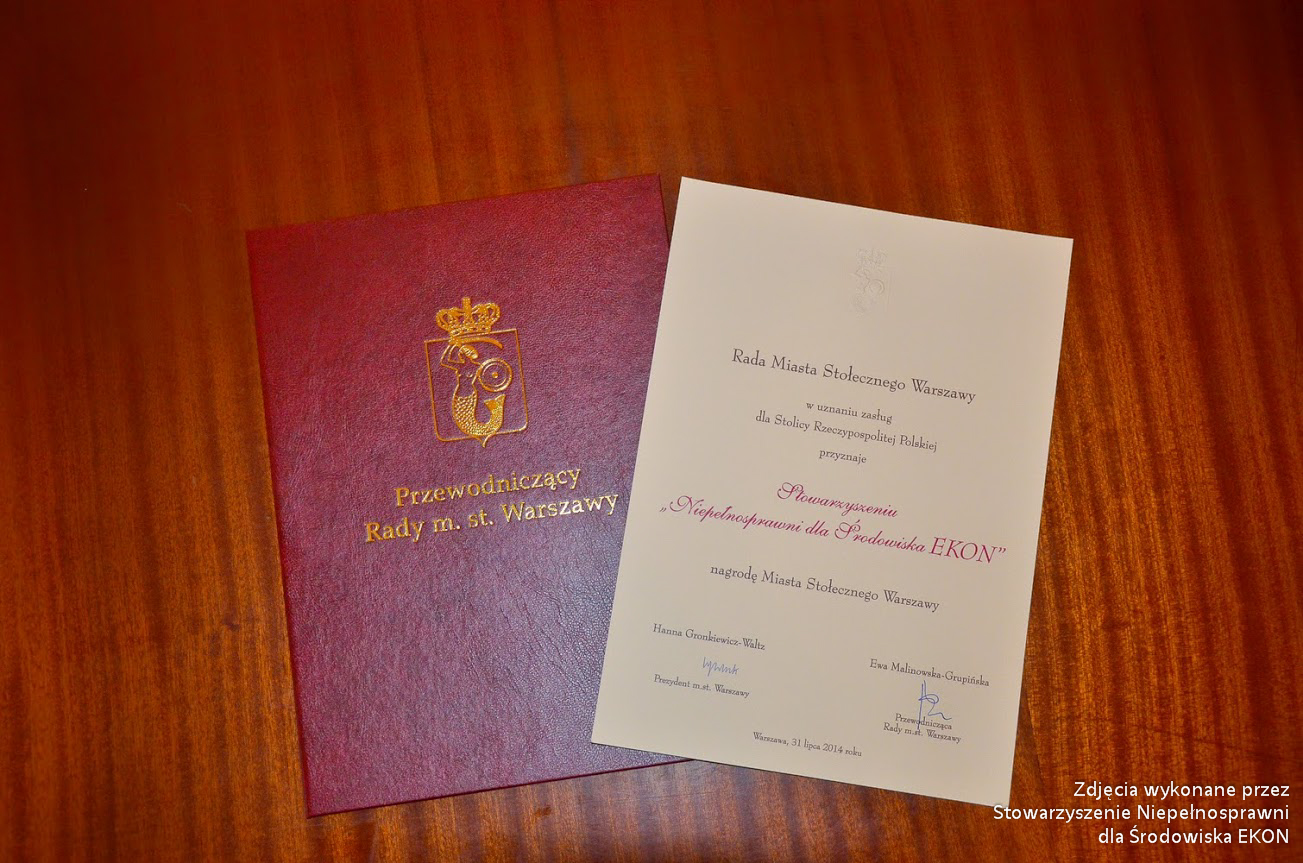 Przewodniczący
Rady m. st. Warszawy
Rada Miasta Stołecznego Warszawy
w uznaniu zasług
dla Stolicy Rzeczypospolitej Polskiej
przyznaje
Stowarzyszeniu
„Niepełnosprawni dla Środowiska EKON”
nagrodę Miasta Stołecznego Warszawy
Hanna Gronkiewicz-Waltz
Prezydent m.st. Warszawy
Ewa Malinowska-Grupińska
Przewodnicząca
Rady m.st. Warszawy
Warszawa, 31 lipca 2014 roku
Zdjęcia wykonane przez
Stowarzyszenie Niepełnosprawni
dla Środowiska EKON